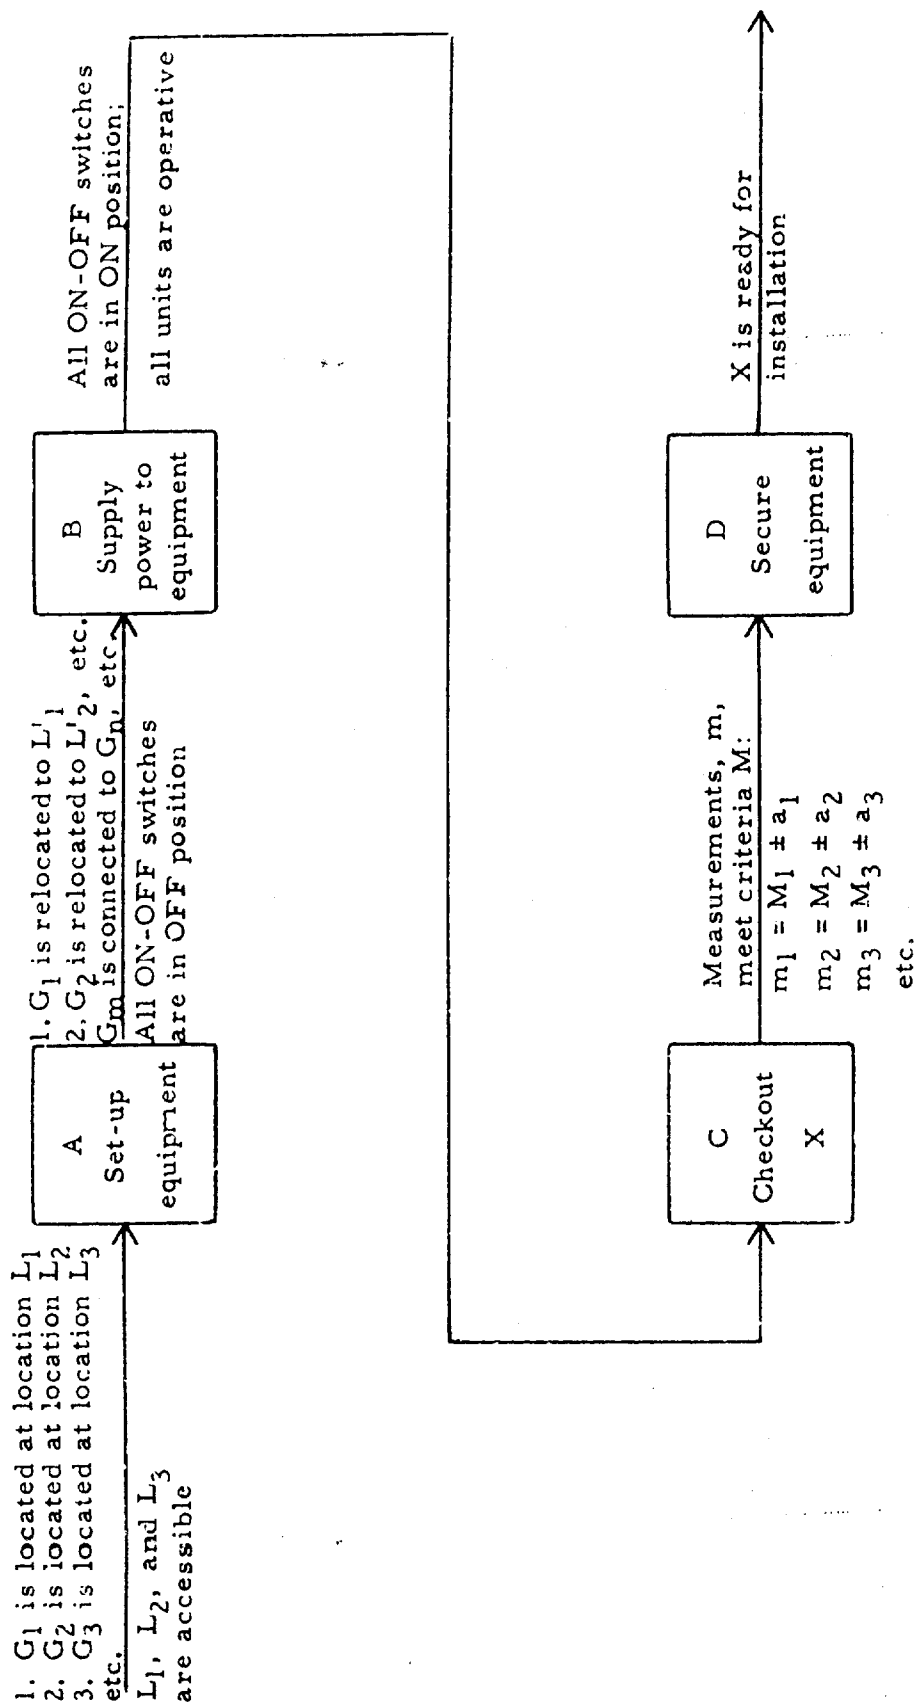 1. G₁ is located at location L₁
2. G₂ is located at location L₂
3. G₃ is located at location L₃
etc.
L₁, L₂, and L₃
are accessible
A
Set-up
equipment
1. G₁ is relocated to L'₁
2. G₂ is relocated to L'₂, etc.
Gₘ is connected to Gₙ, etc.
All ON-OFF switches
are in OFF position
B
Supply
power to
equipment
All ON-OFF switches
are in ON position;
all units are operative
C
Checkout
X
Measurements, m,
meet criteria M:
m₁ = M₁ ± a₁
m₂ = M₂ ± a₂
m₃ = M₃ ± a₃
etc.
D
Secure
equipment
X is ready for
installation